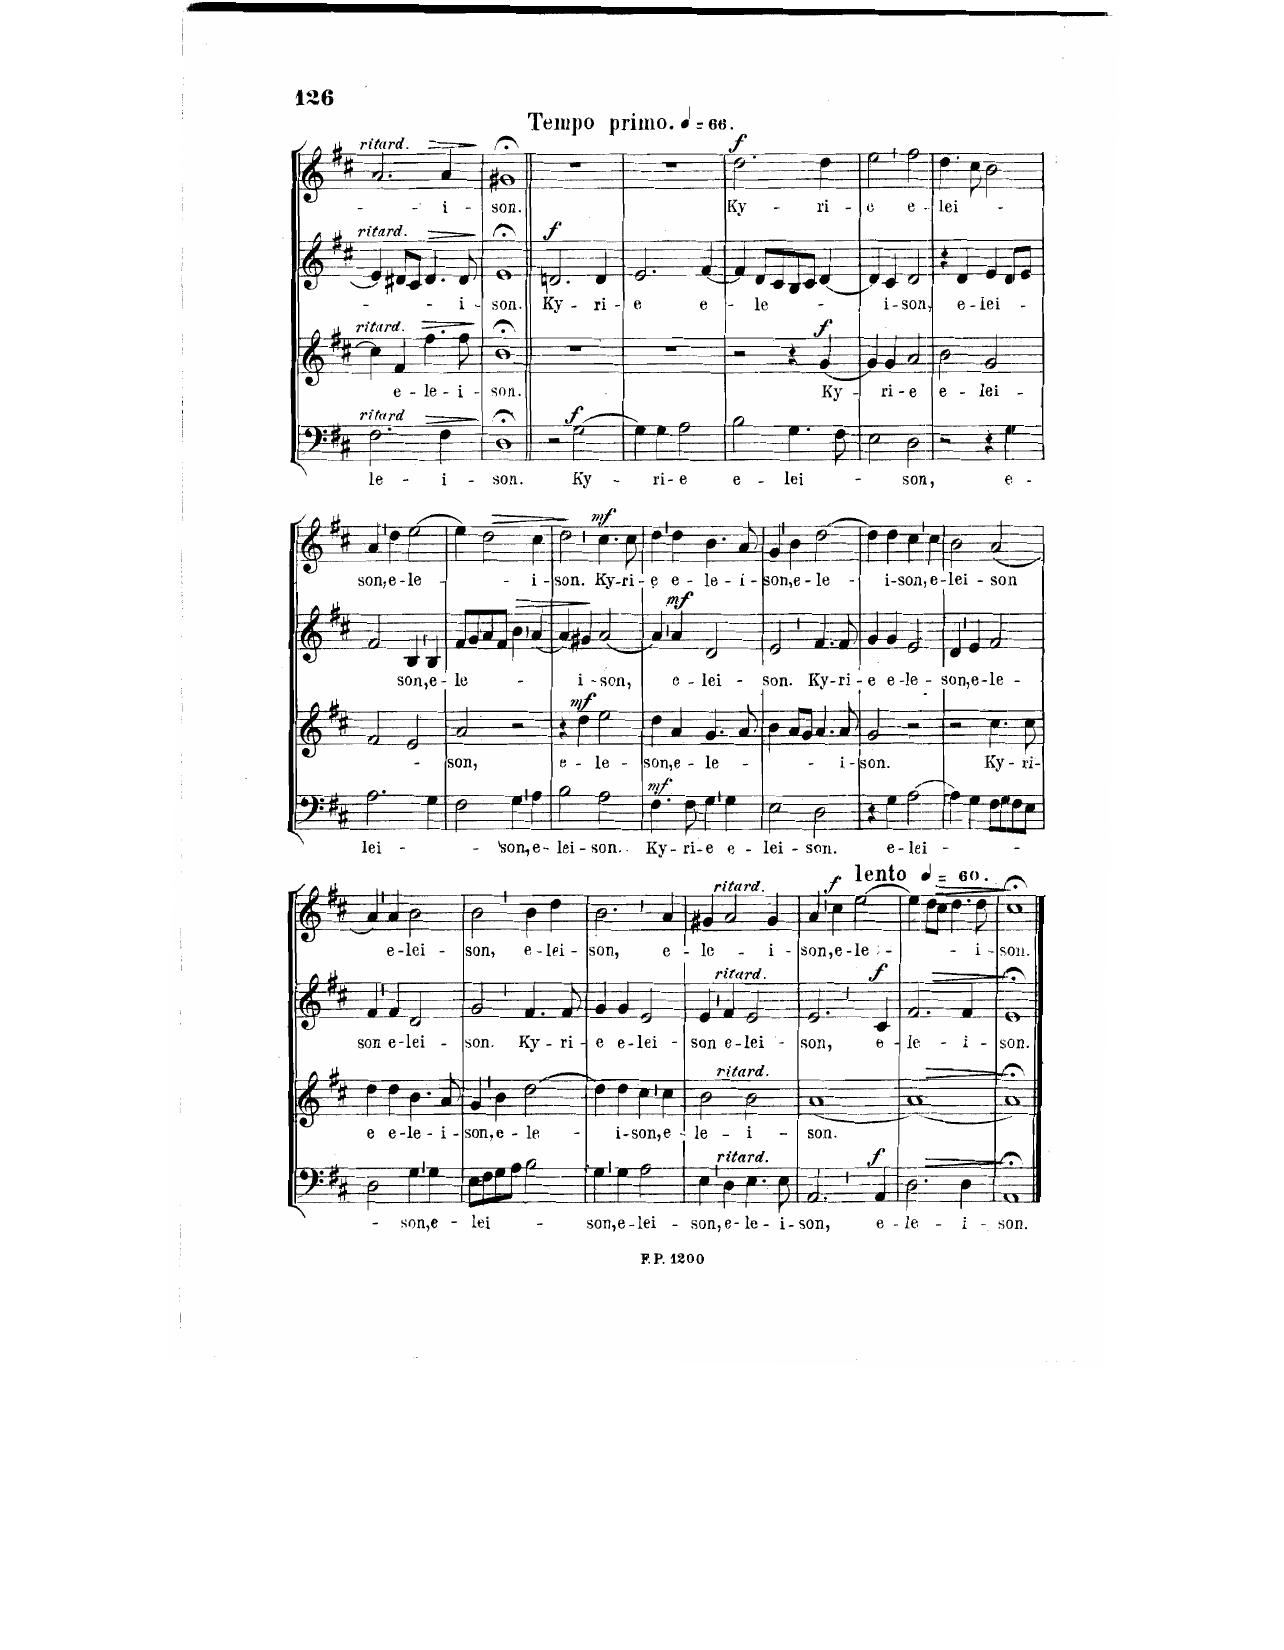 126
Tempo primo. ♩ = 66.
ritard. f
- - i - son. Ky - ri - e e - lei -
ritard. f
- - - i - son. Ky - ri - e e - le - i - son, e - lei -
ritard. f
e - le - i - son. Ky - ri - e e - lei -
ritard f
le - i - son. Ky - ri - e e - lei - son, e -
mf
son, e - le - - i - son. Ky - ri - e e - le - i - son, e - le - i - son, e - lei - son
mf
son, e - le - i - son, e - lei - son. Ky - ri - e e - le - son, e - le -
mf
- son, e - le - son, e - le - - i - son. Ky - ri -
mf
lei - - son, e - lei - son. Ky - ri - e e - lei - son. e - lei - -
lento ♩ = 60.
ritard. f
e - lei - son, e - lei - son, e - le - i - son, e - le - - i - son.
ritard. f
son e - lei - son. Ky - ri - e e - lei - son e - lei - son, e - le - i - son.
ritard.
e e - le - i - son, e - le - i - son, e - le - i - son.
ritard. f
- son, e - lei - son, e - lei - son, e - le - i - son, e - le - i - son.
F. P. 1200